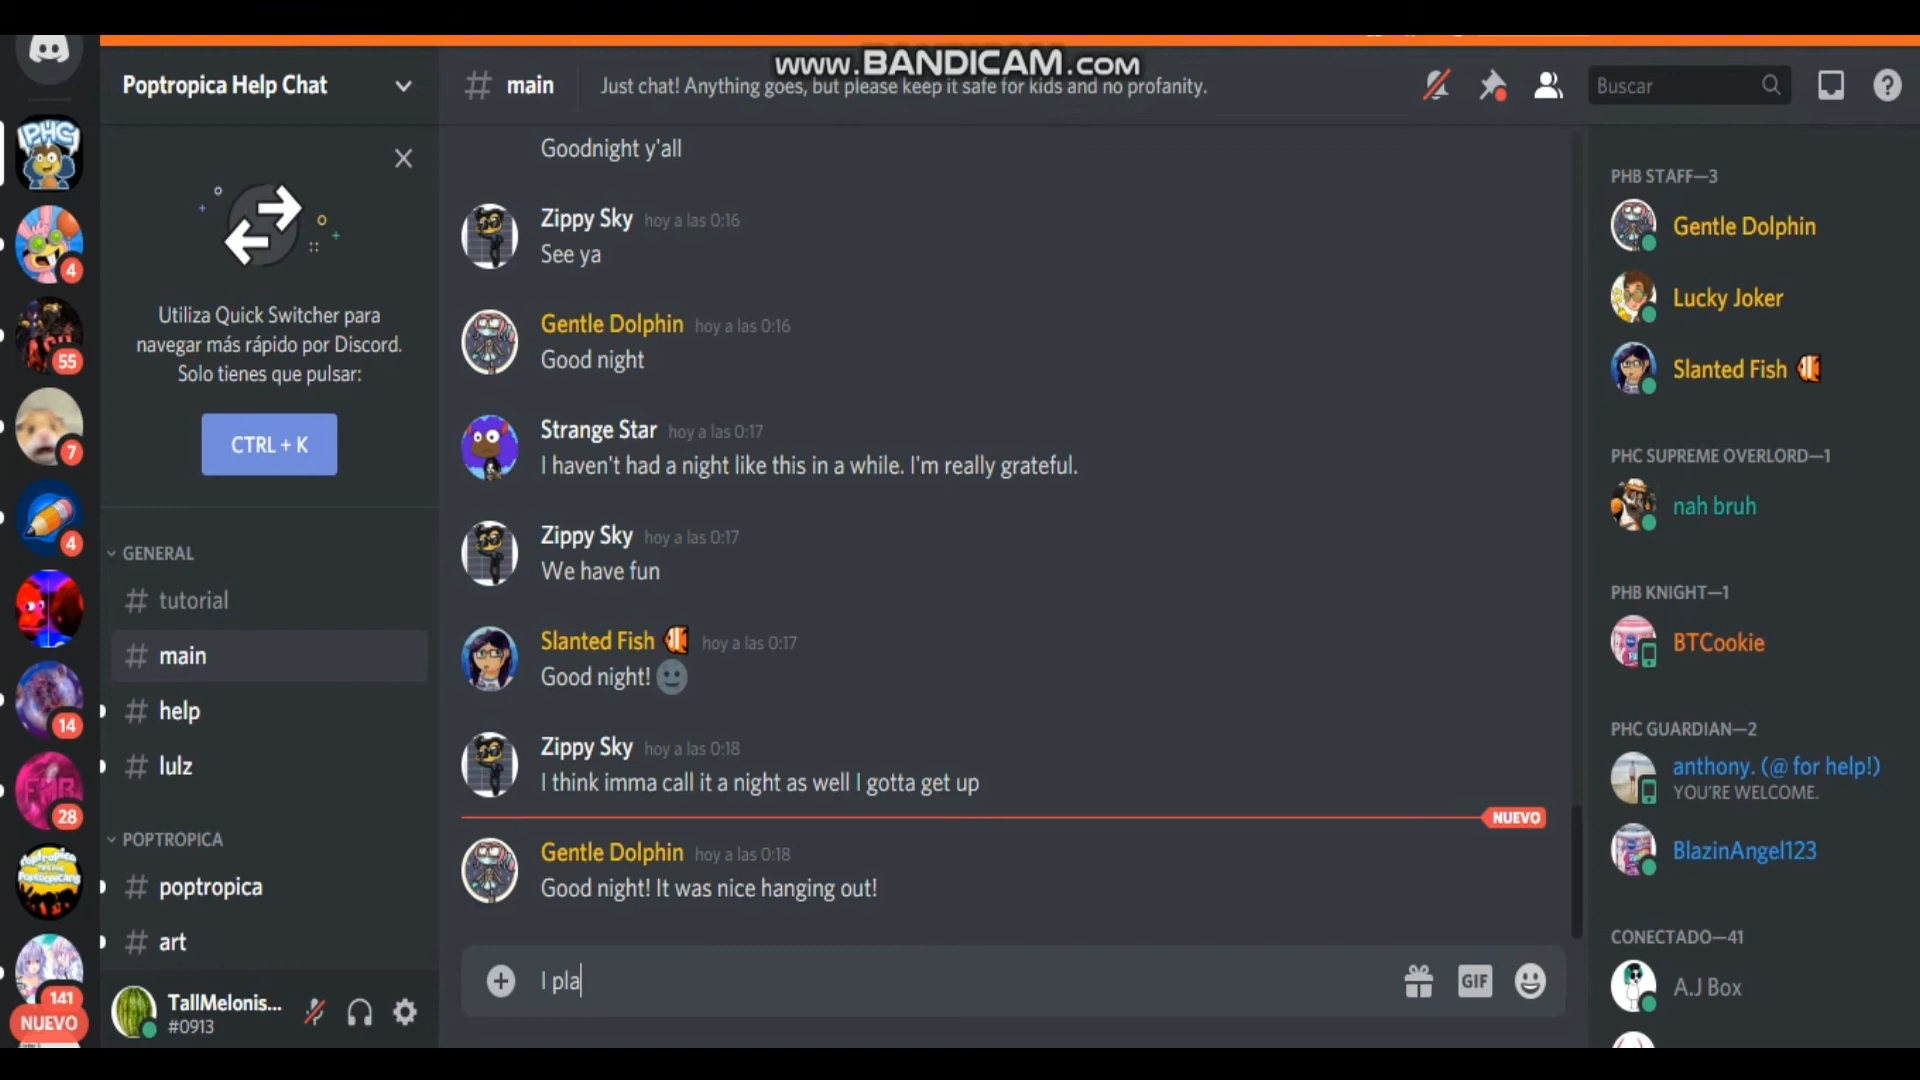 www.BANDICAM.com
Poptropica Help Chat
main
Just chat! Anything goes, but please keep it safe for kids and no profanity.
Buscar
Utiliza Quick Switcher para
navegar más rápido por Discord.
Solo tienes que pulsar:
CTRL + K
GENERAL
# tutorial
# main
# help
# lulz
POPTROPICA
# poptropica
# art
TallMelonis...
#0913
PHC
4
55
7
4
14
PHB
28
141
NUEVO
Goodnight y'all
Zippy Sky hoy a las 0:16
See ya
Gentle Dolphin hoy a las 0:16
Good night
Strange Star hoy a las 0:17
I haven't had a night like this in a while. I'm really grateful.
Zippy Sky hoy a las 0:17
We have fun
Slanted Fish hoy a las 0:17
Good night!
Zippy Sky hoy a las 0:18
I think imma call it a night as well I gotta get up
NUEVO
Gentle Dolphin hoy a las 0:18
Good night! It was nice hanging out!
I pla
GIF
PHB STAFF—3
Gentle Dolphin
Lucky Joker
Slanted Fish
PHC SUPREME OVERLORD—1
nah bruh
PHB KNIGHT—1
BTCookie
PHC GUARDIAN—2
anthony. (@ for help!)
YOU'RE WELCOME.
BlazinAngel123
CONECTADO—41
A.J Box